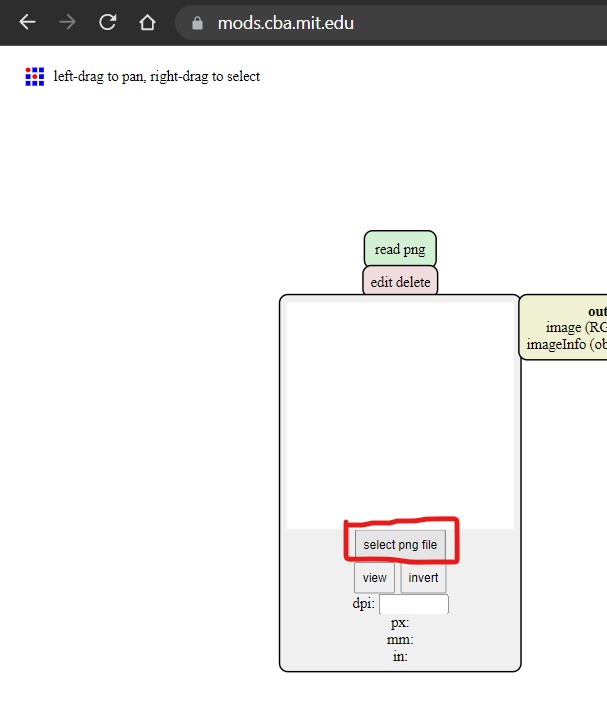 mods.cba.mit.edu
left-drag to pan, right-drag to select
read png
edit delete
out
image (RG
imageInfo (ob
select png file
view invert
dpi:
px:
mm:
in: